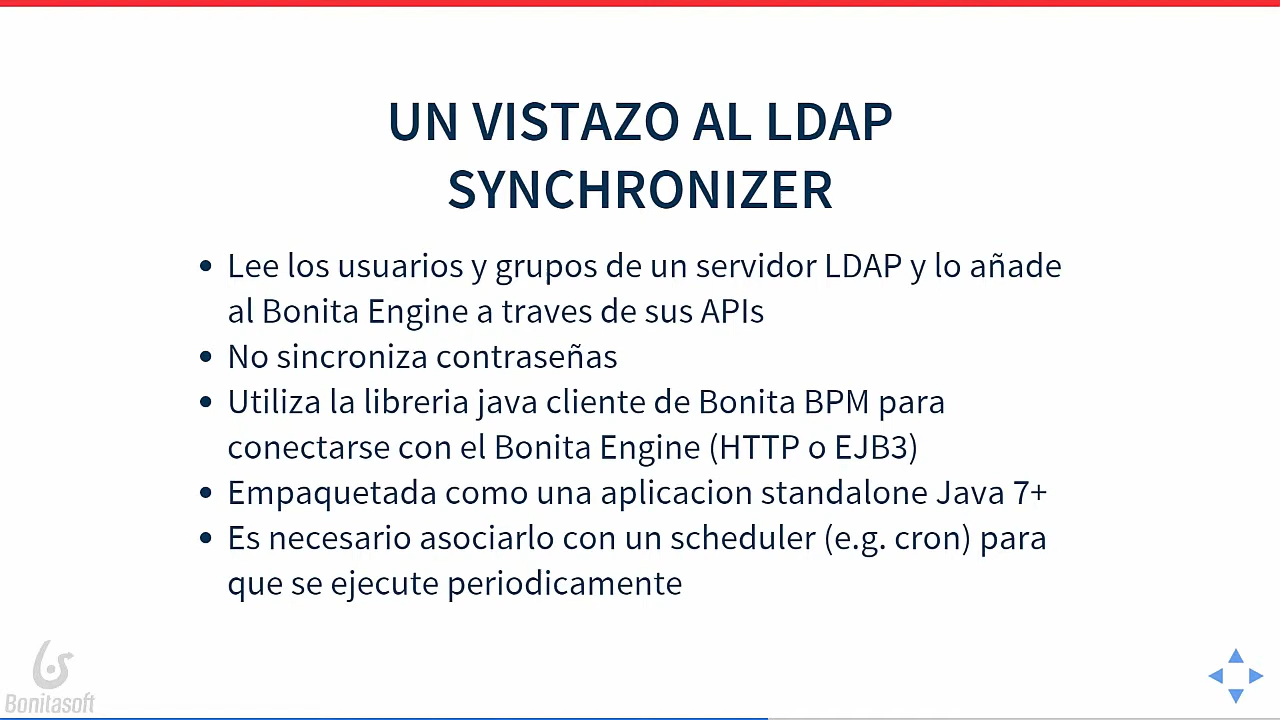 UN VISTAZO AL LDAP
SYNCHRONIZER
• Lee los usuarios y grupos de un servidor LDAP y lo añade
al Bonita Engine a traves de sus APIs
• No sincroniza contraseñas
• Utiliza la libreria java cliente de Bonita BPM para
conectarse con el Bonita Engine (HTTP o EJB3)
• Empaquetada como una aplicacion standalone Java 7+
• Es necesario asociarlo con un scheduler (e.g. cron) para
que se ejecute periodicamente
Bonitasoft